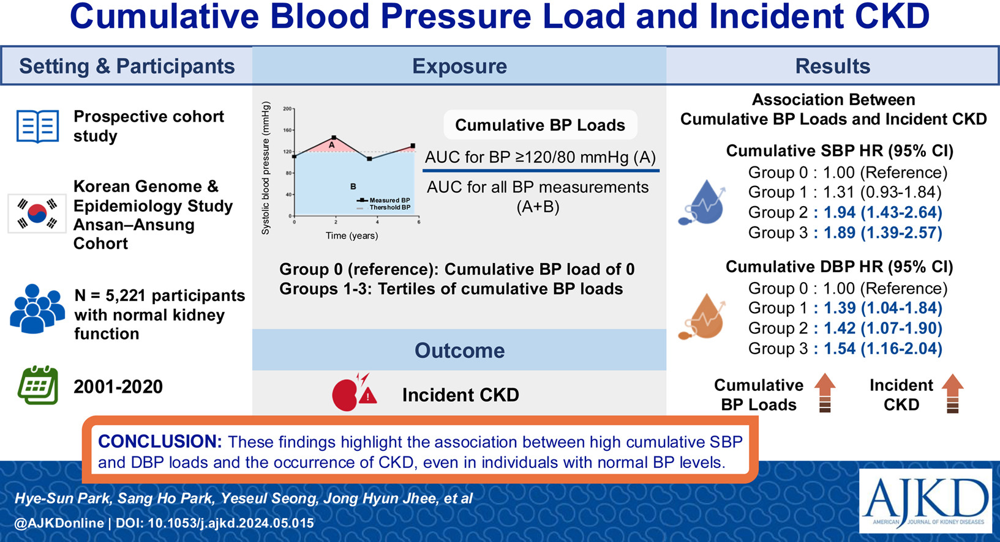 Cumulative Blood Pressure Load and Incident CKD
Setting & Participants
Prospective cohort
study
Korean Genome &
Epidemiology Study
Ansan–Ansung
Cohort
N = 5,221 participants
with normal kidney
function
2001-2020
Exposure
Systolic blood pressure (mmHg)
200
160
120
80
40
0
A
B
Measured BP
Thershold BP
0
2
4
6
Time (years)
Cumulative BP Loads
AUC for BP ≥120/80 mmHg (A)
AUC for all BP measurements
(A+B)
Group 0 (reference): Cumulative BP load of 0
Groups 1-3: Tertiles of cumulative BP loads
Outcome
!
Incident CKD
Results
Association Between
Cumulative BP Loads and Incident CKD
Cumulative SBP HR (95% CI)
Group 0 : 1.00 (Reference)
Group 1 : 1.31 (0.93-1.84)
Group 2 : 1.94 (1.43-2.64)
Group 3 : 1.89 (1.39-2.57)
Cumulative DBP HR (95% CI)
Group 0 : 1.00 (Reference)
Group 1 : 1.39 (1.04-1.84)
Group 2 : 1.42 (1.07-1.90)
Group 3 : 1.54 (1.16-2.04)
Cumulative
BP Loads
Incident
CKD
CONCLUSION: These findings highlight the association between high cumulative SBP
and DBP loads and the occurrence of CKD, even in individuals with normal BP levels.
Hye-Sun Park, Sang Ho Park, Yeseul Seong, Jong Hyun Jhee, et al
@AJKDonline | DOI: 10.1053/j.ajkd.2024.05.015
AJKD
AMERICAN JOURNAL OF KIDNEY DISEASES